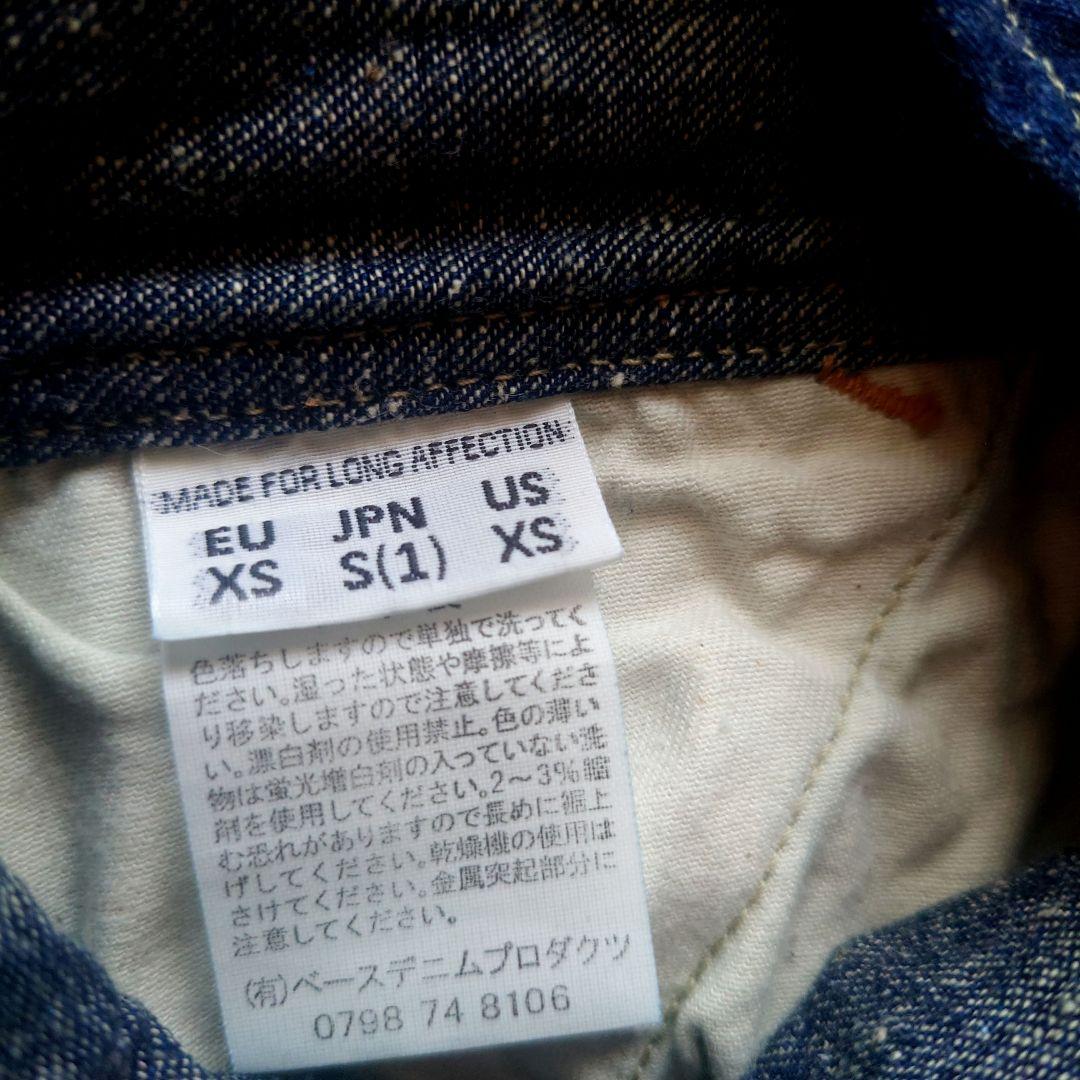 MADE FOR LONG AFFECTION
EU JPN US
XS S(1) XS
色落ちしますので単独で洗ってく
ださい。湿った状態や摩擦等によ
り移染しますので注意してくださ
い。漂白剤の使用禁止。色の薄い
物は蛍光増白剤の入っていない洗
剤を使用してください。2〜3%縮
む恐れがありますので長めに裾上
げしてください。乾燥機の使用は
さけてください。金属突起部分に
注意してください。
(有)ベースデニムプロダクツ
0798 74 8106